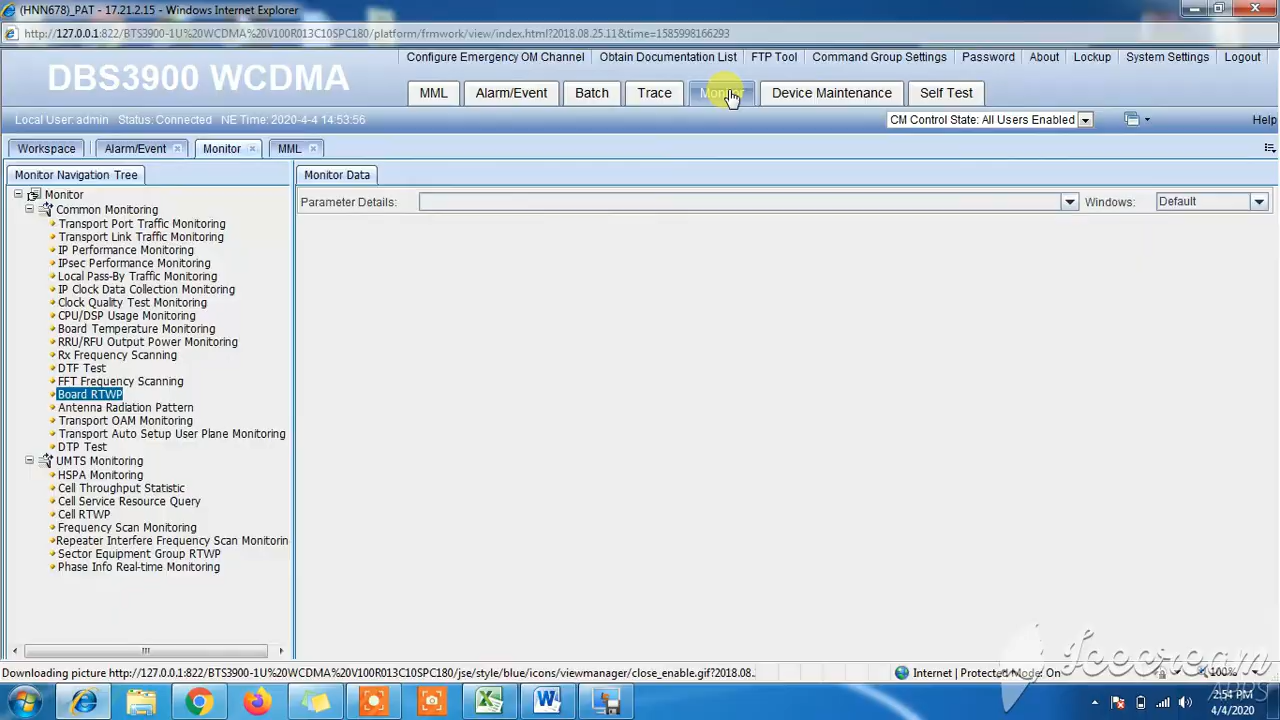 (HNN678)_PAT - 17.21.2.15 - Windows Internet Explorer
http://127.0.0.1:822/BTS3900-1U%20WCDMA%20V100R013C10SPC180/platform/frmwork/view/index.html?2018.08.25.11&time=1585998166293
Configure Emergency OM Channel Obtain Documentation List FTP Tool Command Group Settings Password About Lockup System Settings Logout
DBS3900 WCDMA
MML Alarm/Event Batch Trace Monitor Device Maintenance Self Test
Local User: admin Status: Connected NE Time: 2020-4-4 14:53:56 CM Control State: All Users Enabled Help
Workspace Alarm/Event Monitor MML
Monitor Navigation Tree Monitor Data
Monitor
Parameter Details: Windows: Default
Common Monitoring
Transport Port Traffic Monitoring
Transport Link Traffic Monitoring
IP Performance Monitoring
IPsec Performance Monitoring
Local Pass-By Traffic Monitoring
IP Clock Data Collection Monitoring
Clock Quality Test Monitoring
CPU/DSP Usage Monitoring
Board Temperature Monitoring
RRU/RFU Output Power Monitoring
Rx Frequency Scanning
DTF Test
FFT Frequency Scanning
Board RTWP
Antenna Radiation Pattern
Transport OAM Monitoring
Transport Auto Setup User Plane Monitoring
DTP Test
UMTS Monitoring
HSPA Monitoring
Cell Throughput Statistic
Cell Service Resource Query
Cell RTWP
Frequency Scan Monitoring
Repeater Interfere Frequency Scan Monitorin
Sector Equipment Group RTWP
Phase Info Real-time Monitoring
Downloading picture http://127.0.0.1:822/BTS3900-1U%20WCDMA%20V100R013C10SPC180/jse/style/blue/icons/viewmanager/close_enable.gif?2018.08. Internet | Protected Mode: On 100%
2:54 PM
4/4/2020